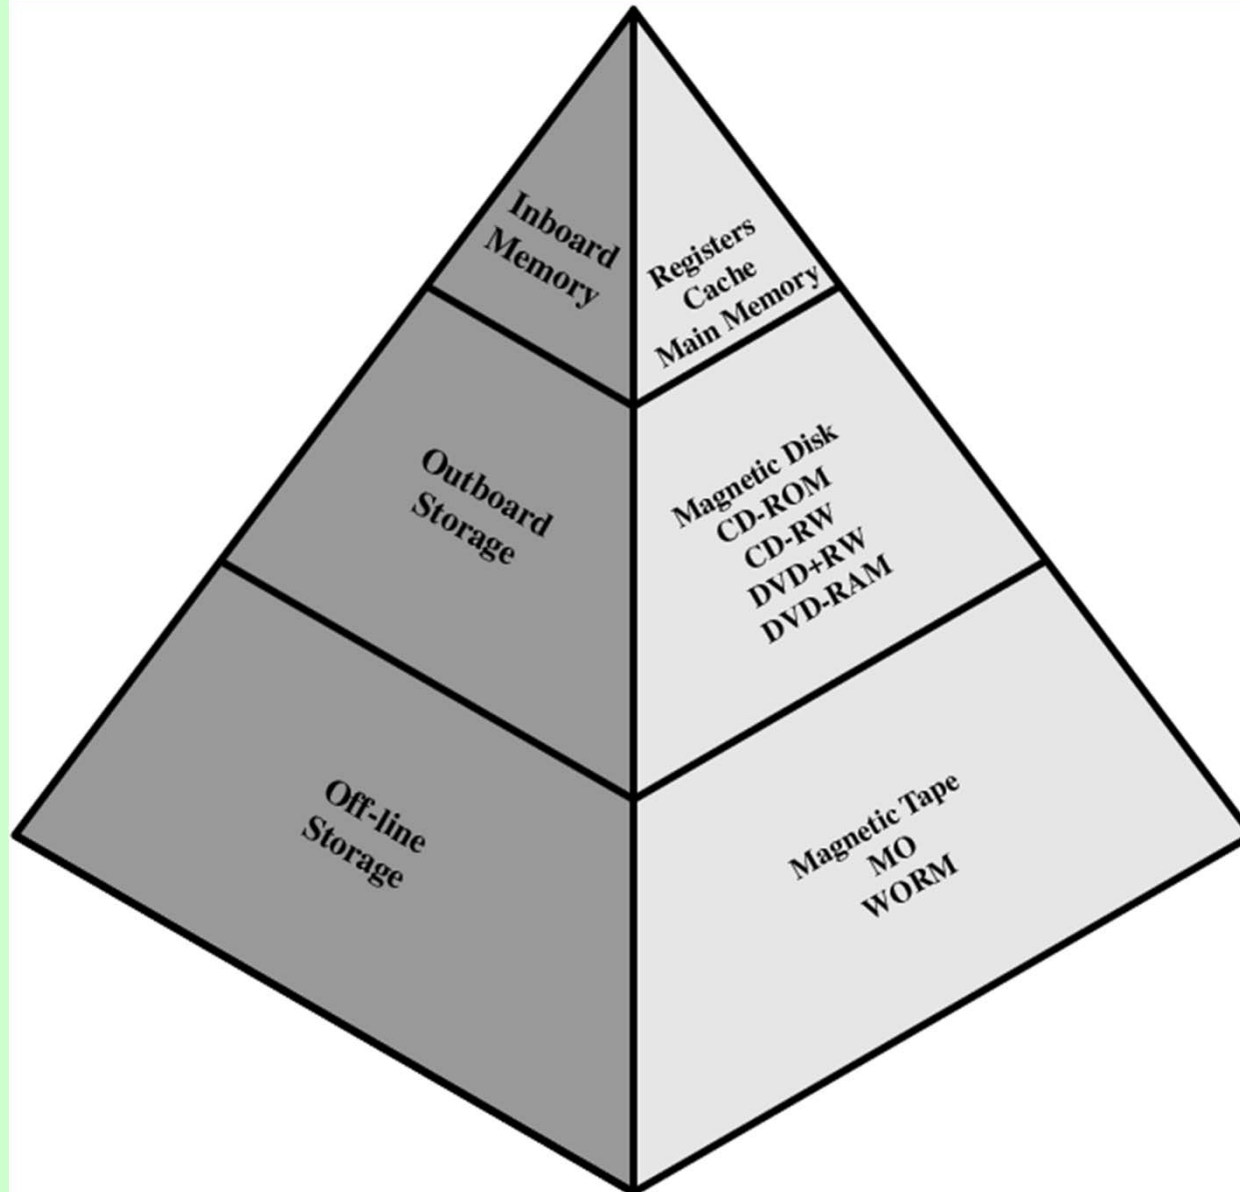 Inboard
Memory
Registers
Cache
Main Memory
Outboard
Storage
Magnetic Disk
CD-ROM
CD-RW
DVD+RW
DVD-RAM
Off-line
Storage
Magnetic Tape
MO
WORM